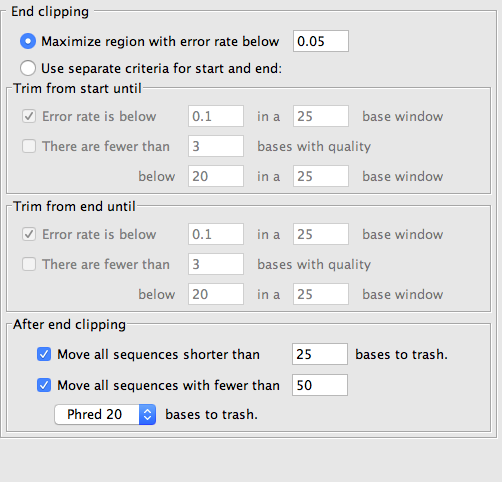 End clipping
Maximize region with error rate below 0.05
Use separate criteria for start and end:
Trim from start until
Error rate is below 0.1 in a 25 base window
There are fewer than 3 bases with quality
below 20 in a 25 base window
Trim from end until
Error rate is below 0.1 in a 25 base window
There are fewer than 3 bases with quality
below 20 in a 25 base window
After end clipping
Move all sequences shorter than 25 bases to trash.
Move all sequences with fewer than 50
Phred 20 bases to trash.